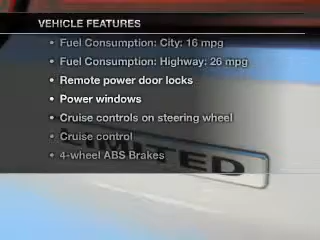 VEHICLE FEATURES
• Fuel Consumption: City: 16 mpg
• Fuel Consumption: Highway: 26 mpg
• Remote power door locks
• Power windows
• Cruise controls on steering wheel
• Cruise control
• 4-wheel ABS Brakes
LIMITED